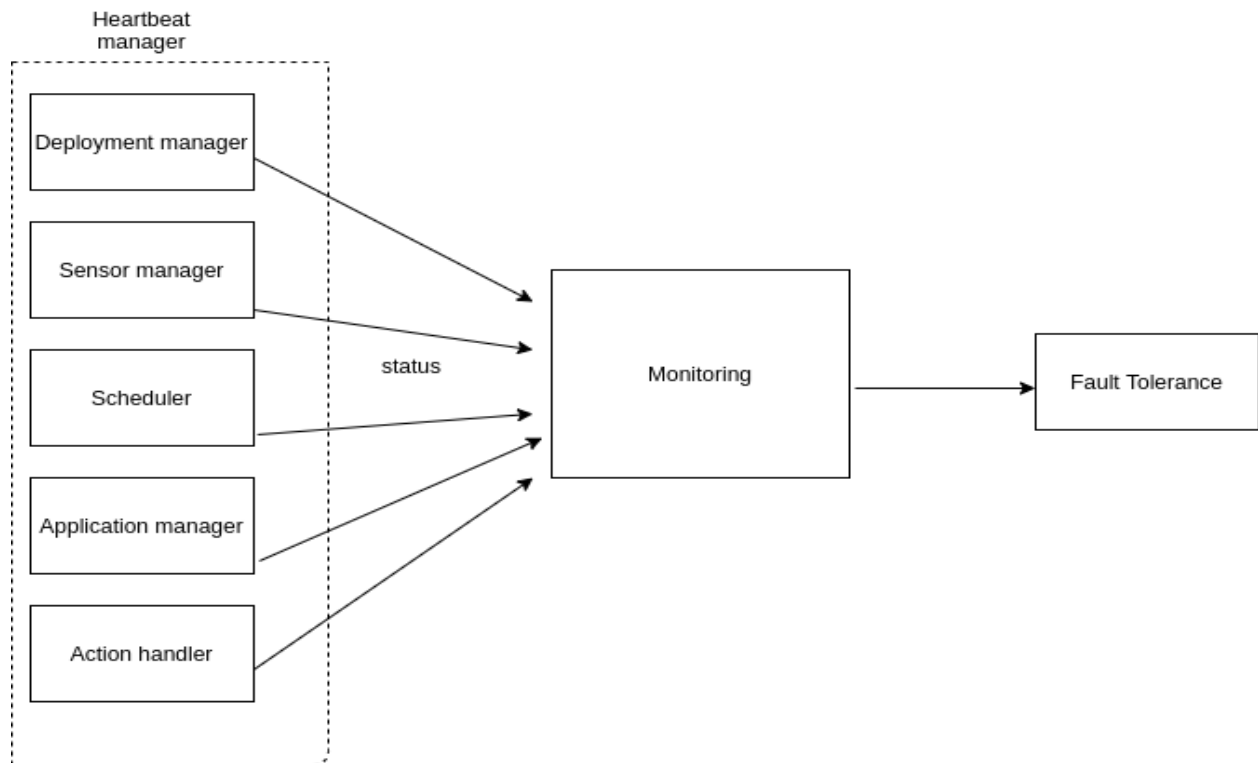 Heartbeat
manager
Deployment manager
Sensor manager
status
Scheduler
Monitoring
Fault Tolerance
Application manager
Action handler